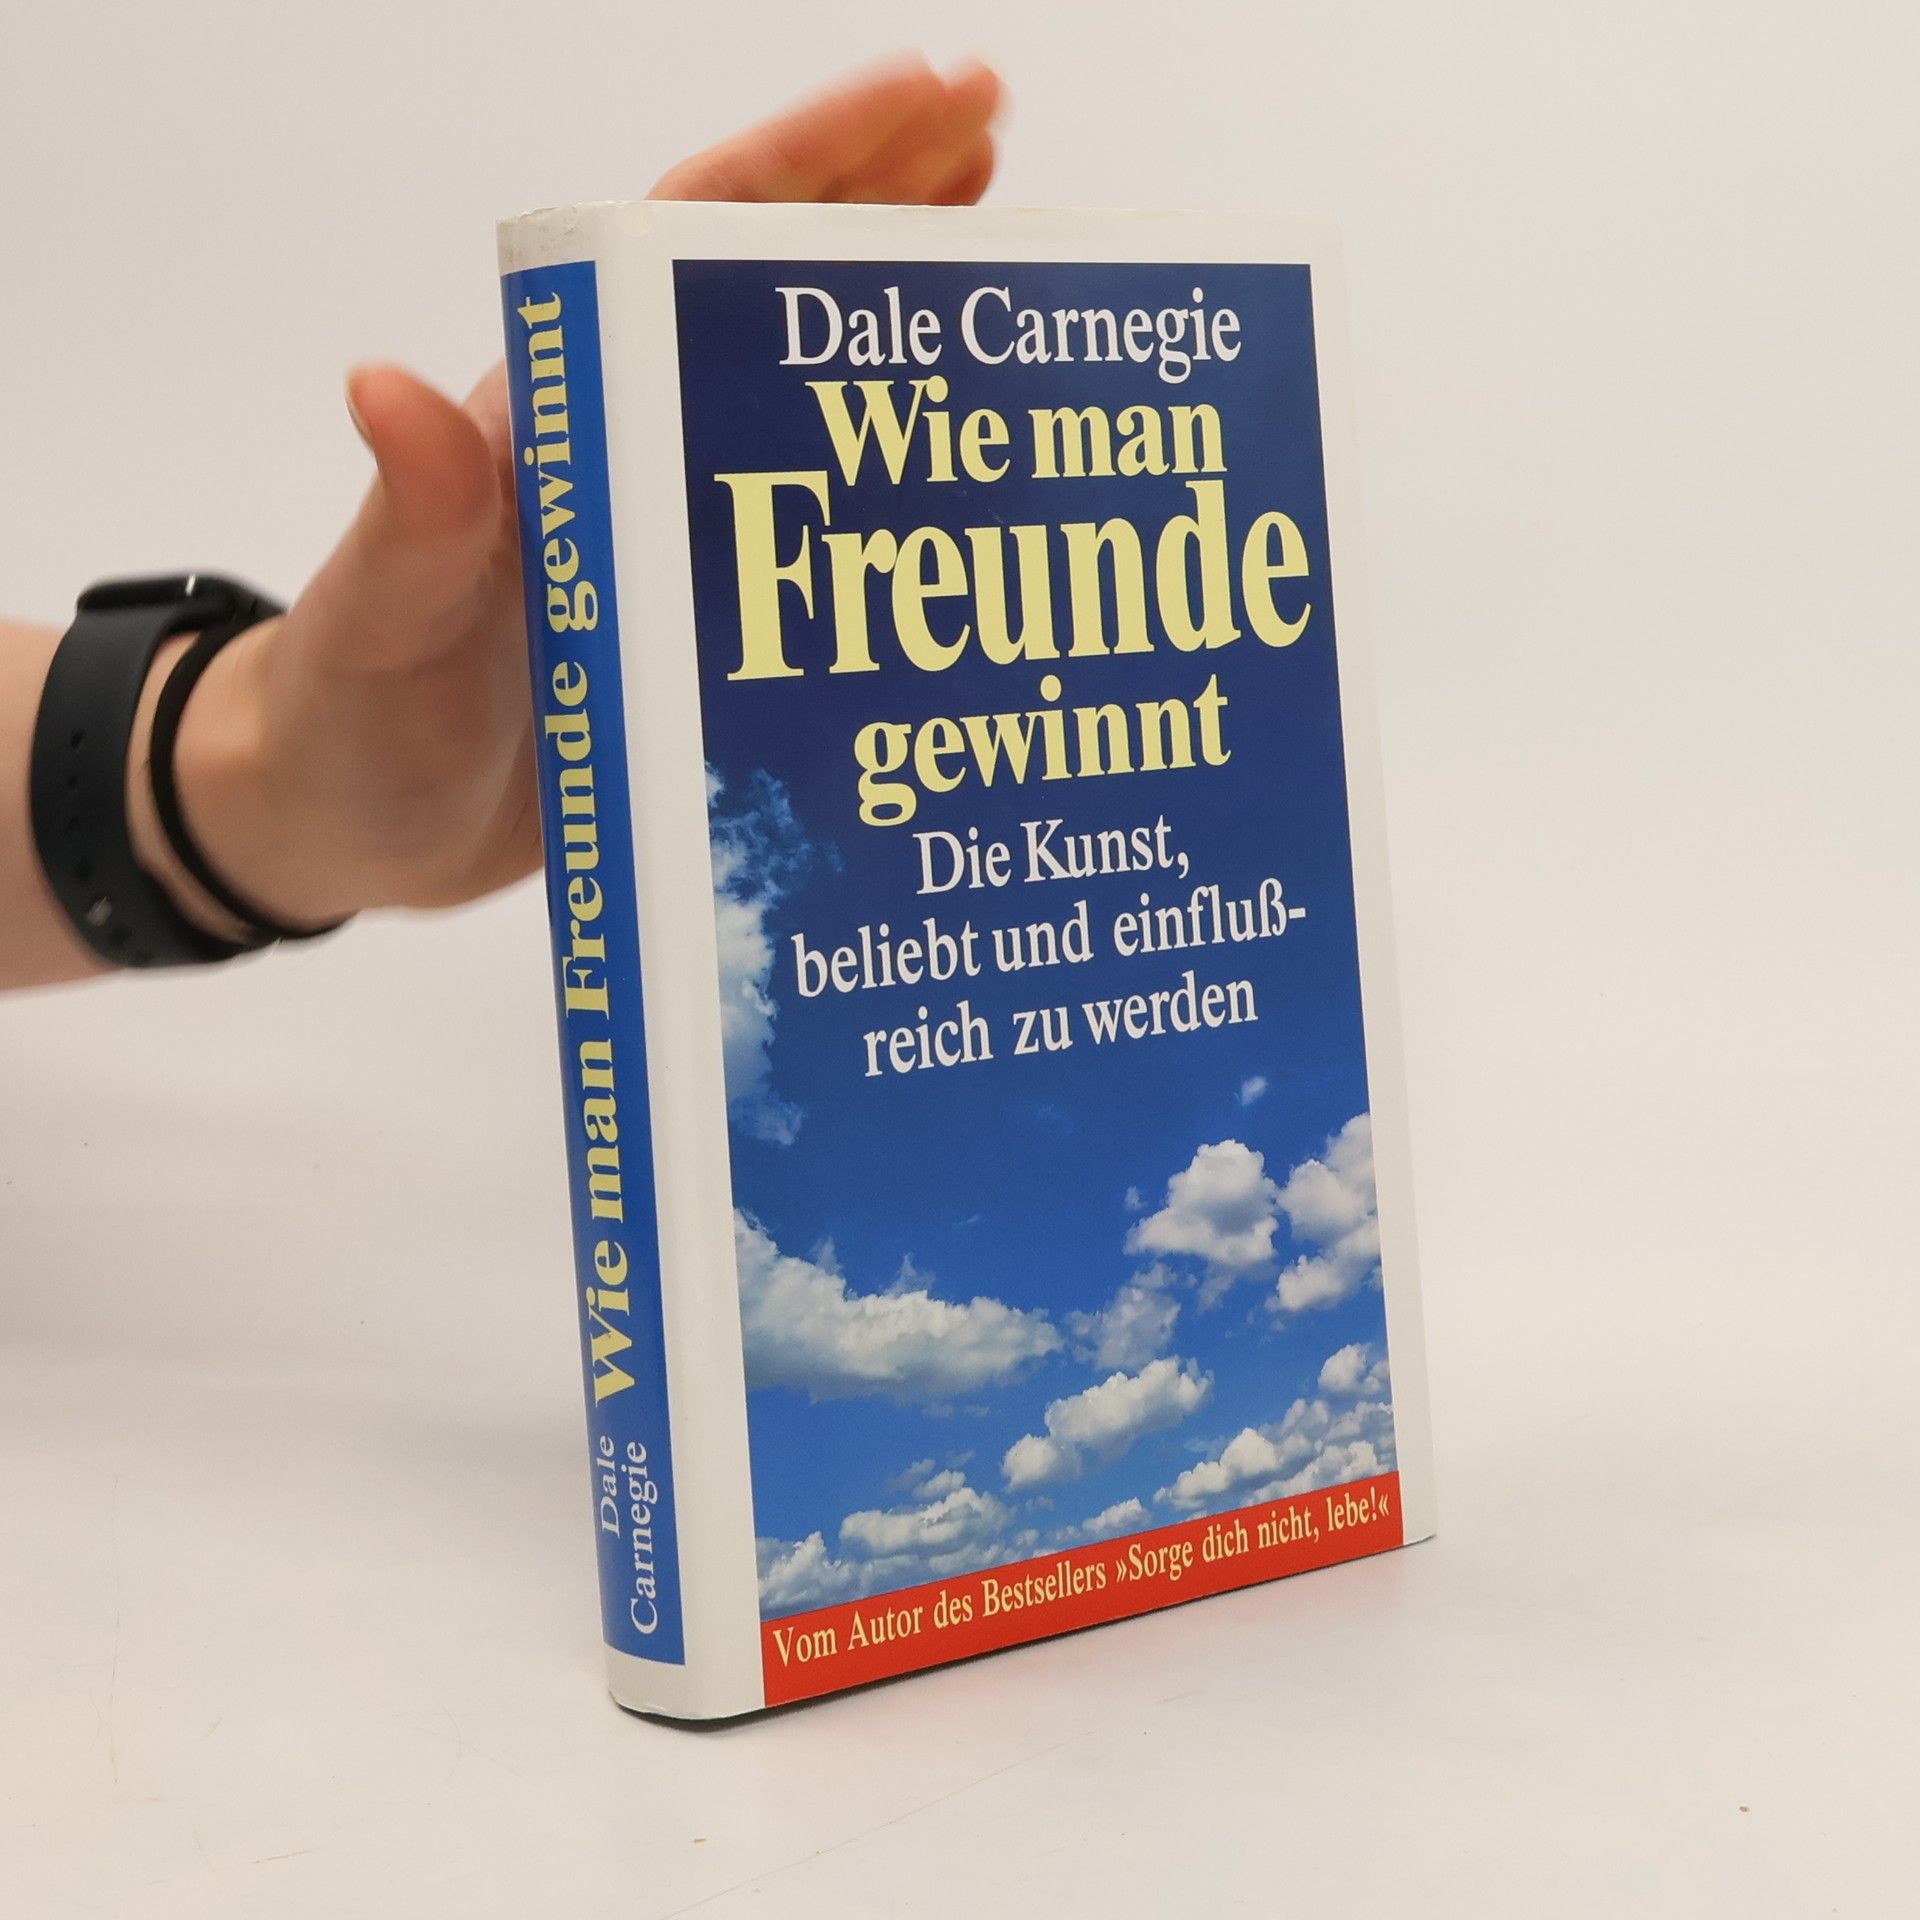 Dale Carnegie
Wie man
Freunde
gewinnt
Die Kunst,
beliebt und einfluß-
reich zu werden
Vom Autor des Bestsellers »Sorge dich nicht, lebe!«
Dale
Carnegie
Wie man Freunde gewinnt